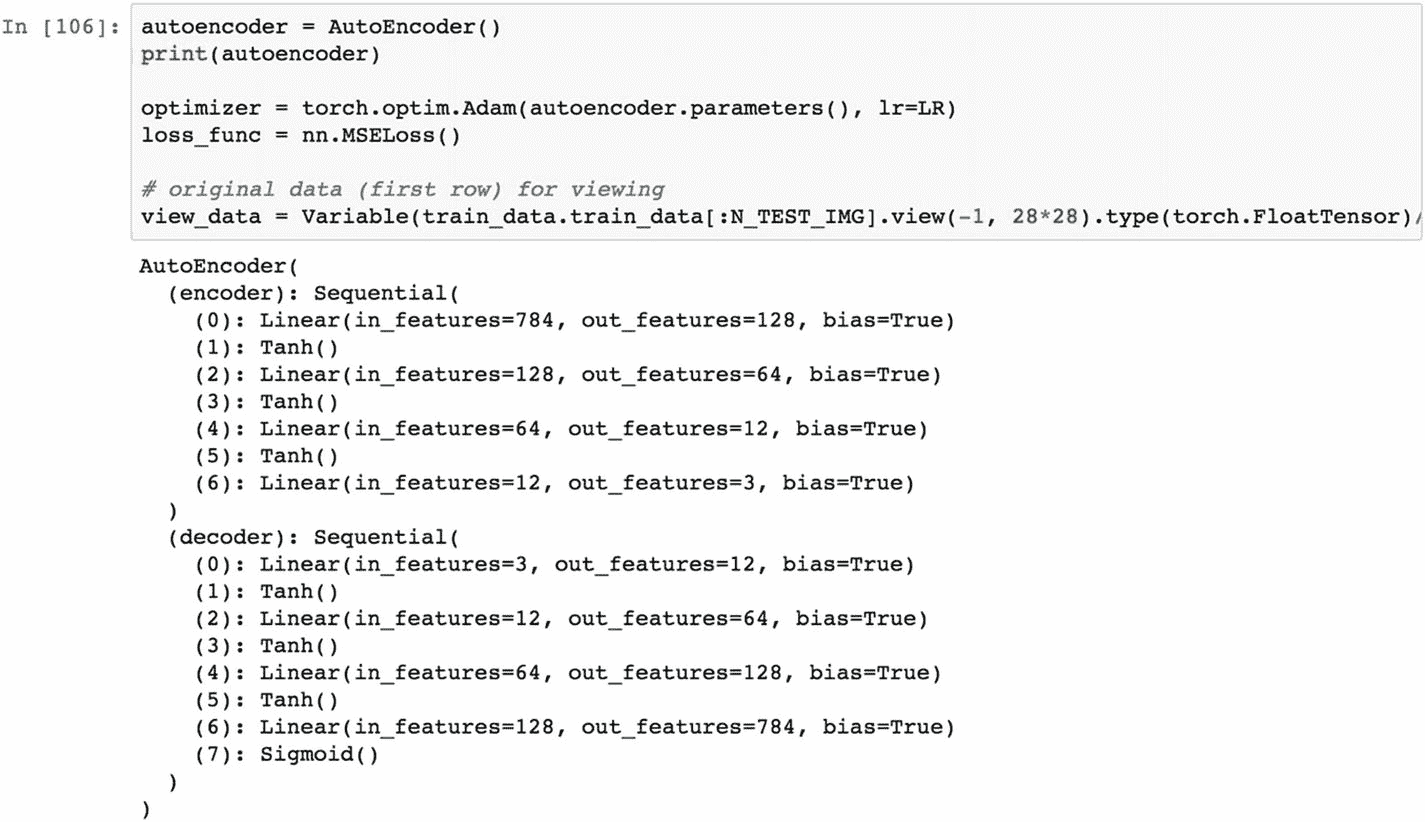 In [106]: autoencoder = AutoEncoder()
print(autoencoder)
optimizer = torch.optim.Adam(autoencoder.parameters(), lr=LR)
loss_func = nn.MSELoss()
# original data (first row) for viewing
view_data = Variable(train_data.train_data[:N_TEST_IMG].view(-1, 28*28).type(torch.FloatTensor)/
AutoEncoder(
  (encoder): Sequential(
    (0): Linear(in_features=784, out_features=128, bias=True)
    (1): Tanh()
    (2): Linear(in_features=128, out_features=64, bias=True)
    (3): Tanh()
    (4): Linear(in_features=64, out_features=12, bias=True)
    (5): Tanh()
    (6): Linear(in_features=12, out_features=3, bias=True)
  )
  (decoder): Sequential(
    (0): Linear(in_features=3, out_features=12, bias=True)
    (1): Tanh()
    (2): Linear(in_features=12, out_features=64, bias=True)
    (3): Tanh()
    (4): Linear(in_features=64, out_features=128, bias=True)
    (5): Tanh()
    (6): Linear(in_features=128, out_features=784, bias=True)
    (7): Sigmoid()
  )
)